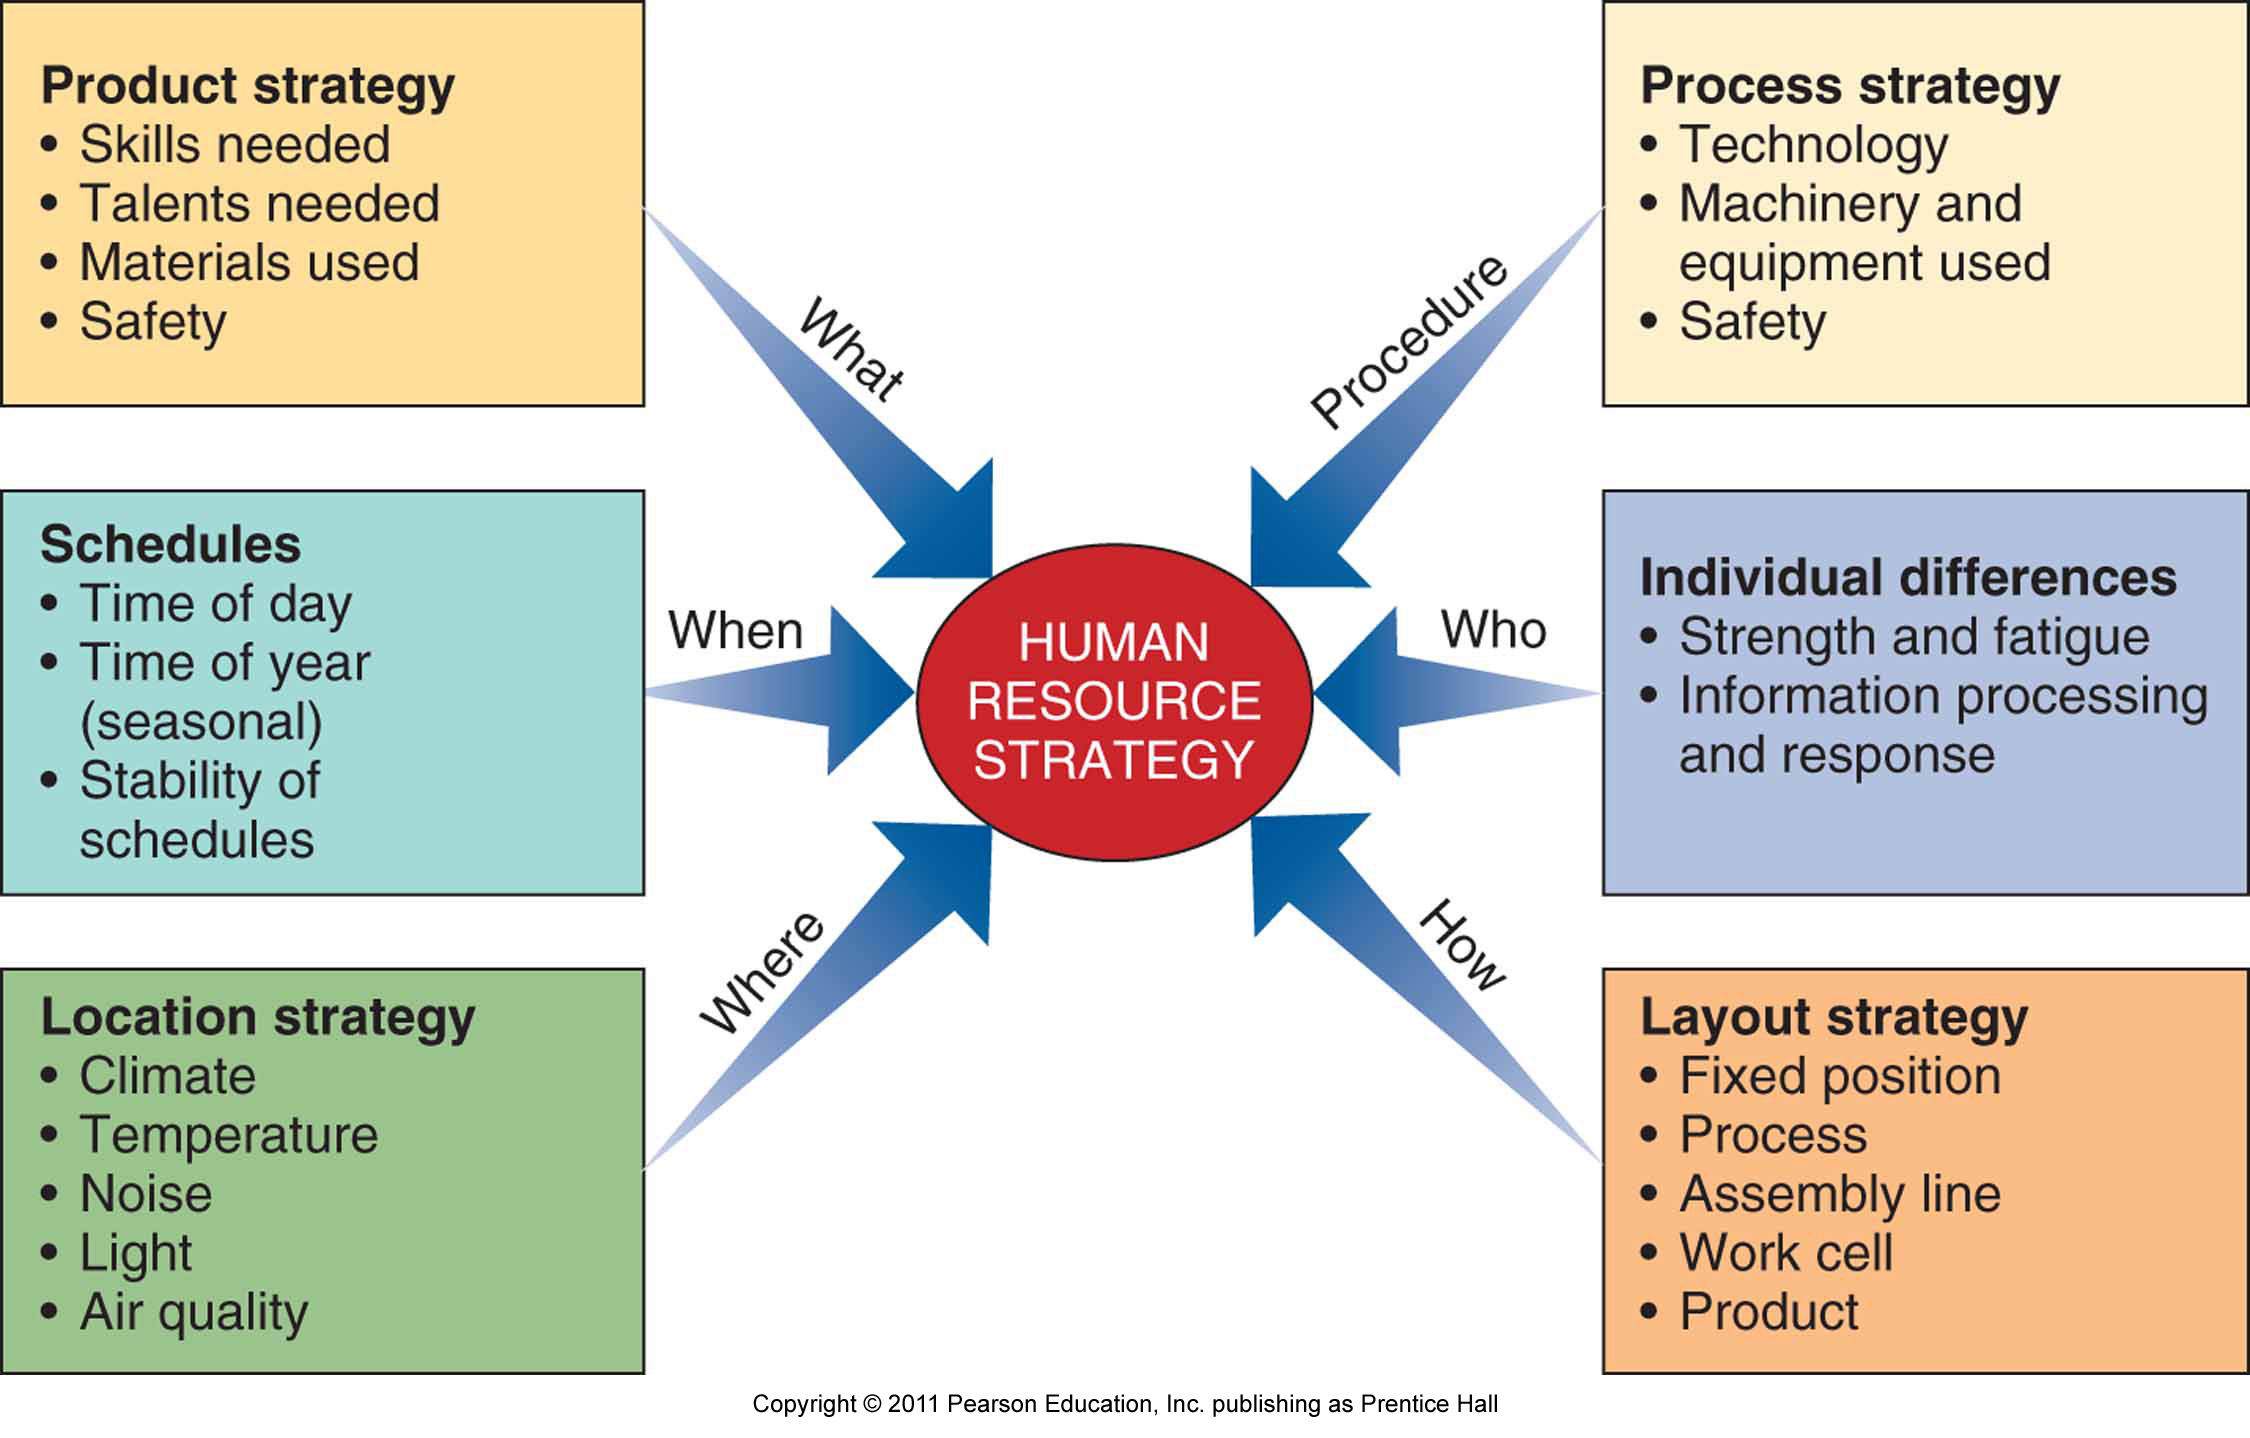 Product strategy
• Skills needed
• Talents needed
• Materials used
• Safety
What
Process strategy
• Technology
• Machinery and
equipment used
• Safety
Procedure
Schedules
• Time of day
• Time of year
(seasonal)
• Stability of
schedules
When
HUMAN
RESOURCE
STRATEGY
Who
Individual differences
• Strength and fatigue
• Information processing
and response
Location strategy
• Climate
• Temperature
• Noise
• Light
• Air quality
Where
How
Layout strategy
• Fixed position
• Process
• Assembly line
• Work cell
• Product
Copyright © 2011 Pearson Education, Inc. publishing as Prentice Hall